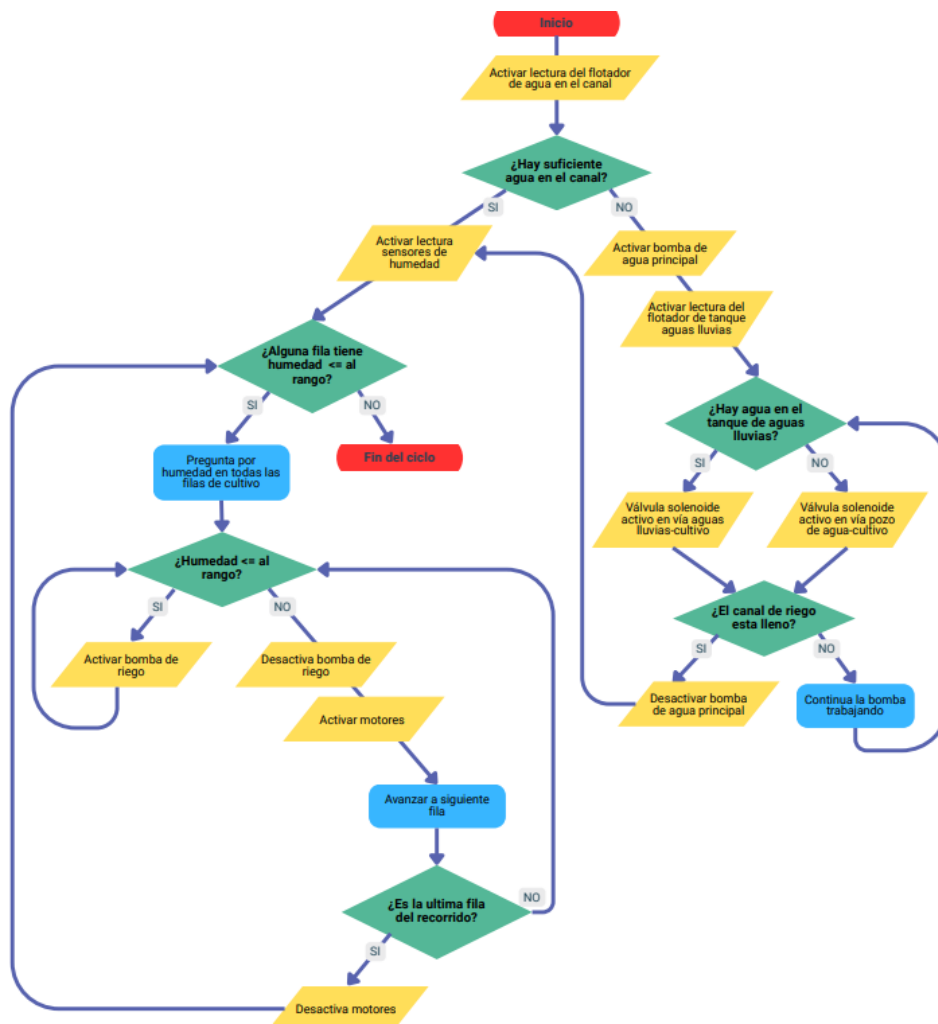 Inicio
Activar lectura del flotador
de agua en el canal
¿Hay suficiente
agua en el canal?
SI
NO
Activar lectura
sensores de
humedad
Activar bomba de
agua principal
Activar lectura del
flotador de tanque
aguas lluvias
¿Alguna fila tiene
humedad <= al
rango?
SI
NO
¿Hay agua en el
tanque de aguas
lluvias?
SI
NO
Pregunta por
humedad en todas las
filas de cultivo
Fin del ciclo
Válvula solenoide
activo en vía aguas
lluvias-cultivo
Válvula solenoide
activo en vía pozo
de agua-cultivo
¿Humedad <= al
rango?
SI
NO
¿El canal de riego
esta lleno?
SI
NO
Activar bomba de
riego
Desactiva bomba de
riego
Desactivar bomba
de agua principal
Continua la bomba
trabajando
Activar motores
Avanzar a siguiente
fila
¿Es la ultima fila
del recorrido?
NO
SI
Desactiva motores